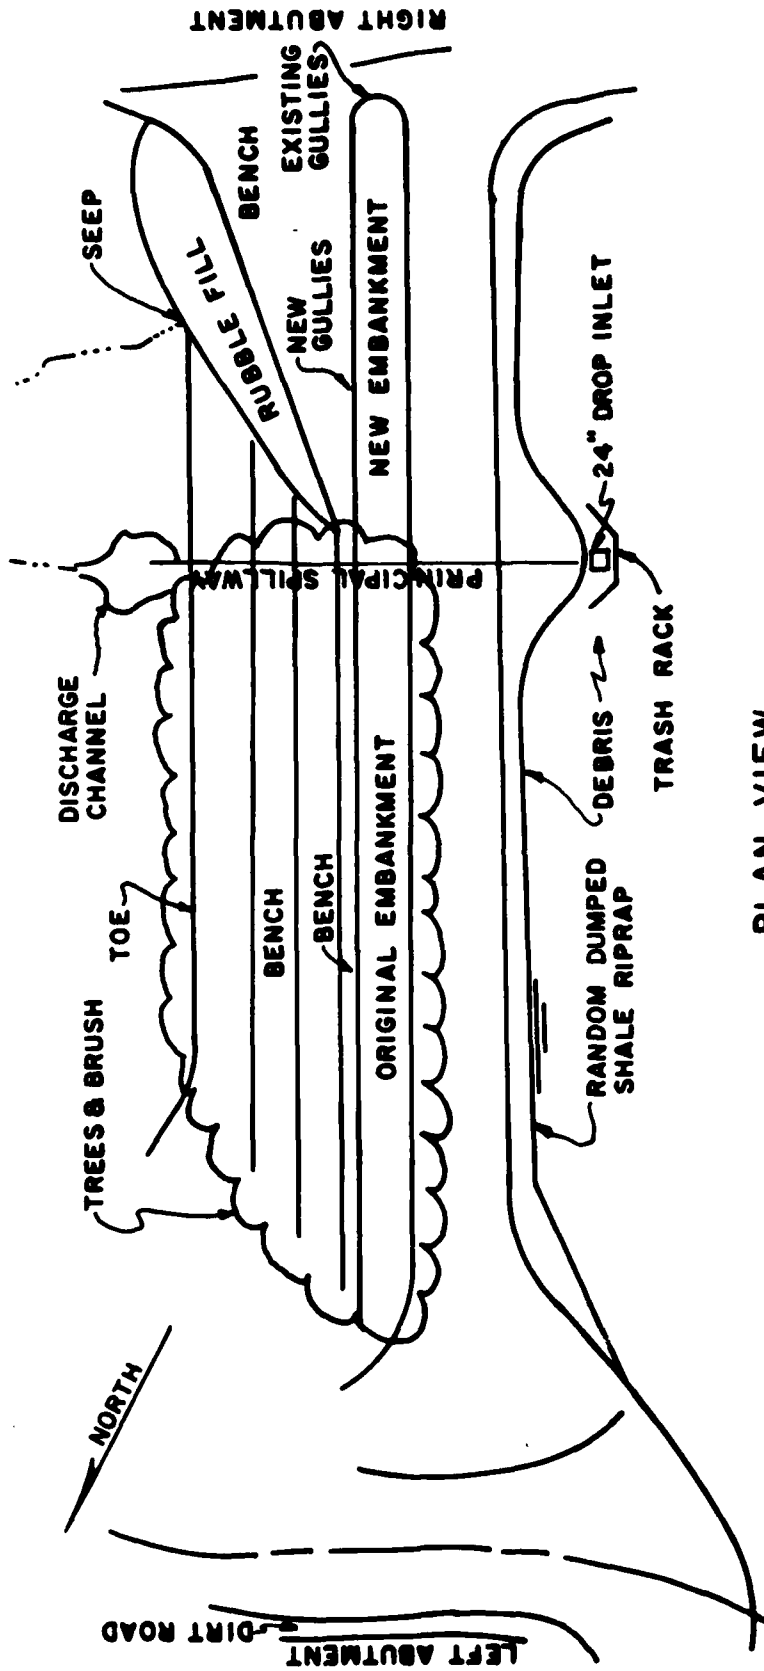 RIGHT ABUTMENT
EXISTING
GULLIES
BENCH
SEEP
RUBBLE FILL
NEW
GULLIES
NEW EMBANKMENT
24" DROP INLET
PRINCIPAL SPILLWAY
DISCHARGE
CHANNEL
TRASH RACK
DEBRIS
TOE
BENCH
BENCH
ORIGINAL EMBANKMENT
RANDOM DUMPED
SHALE RIPRAP
TREES & BRUSH
NORTH
DIRT ROAD
LEFT ABUTMENT
PLAN VIEW